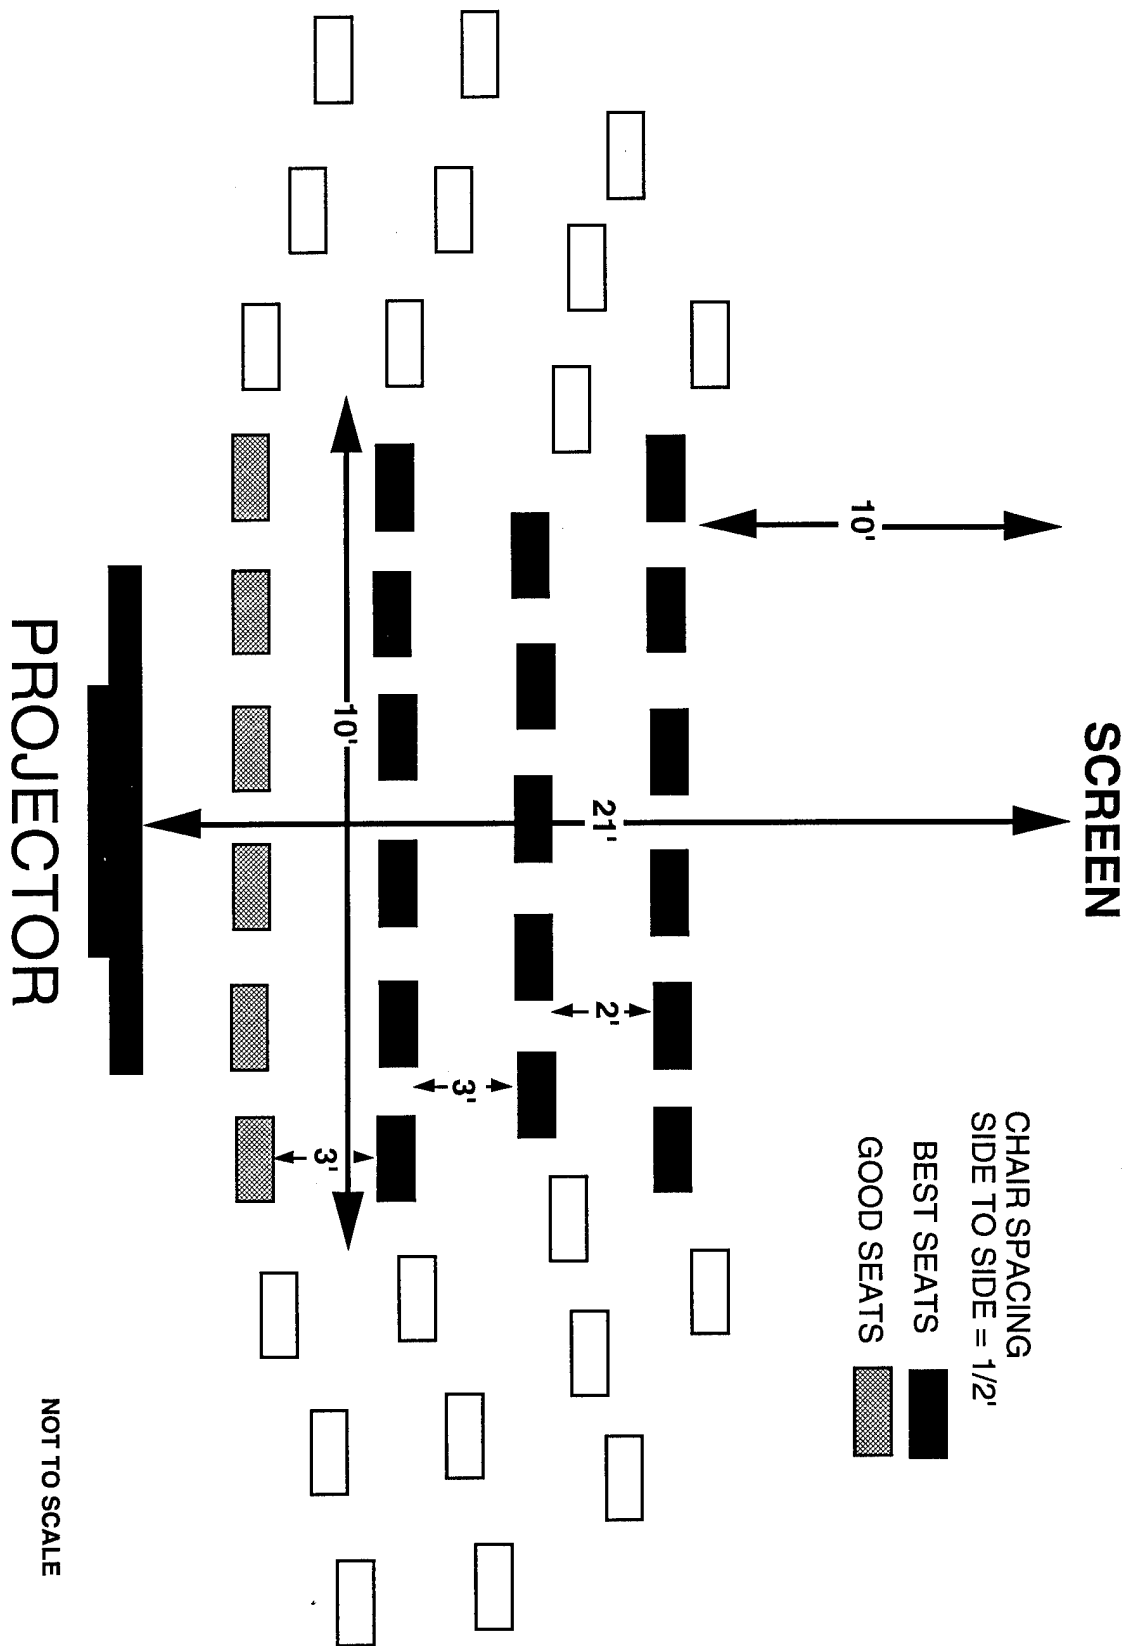 SCREEN
10'
21'
2'
3'
3'
10'
PROJECTOR
CHAIR SPACING
SIDE TO SIDE = 1/2'
BEST SEATS
GOOD SEATS
NOT TO SCALE